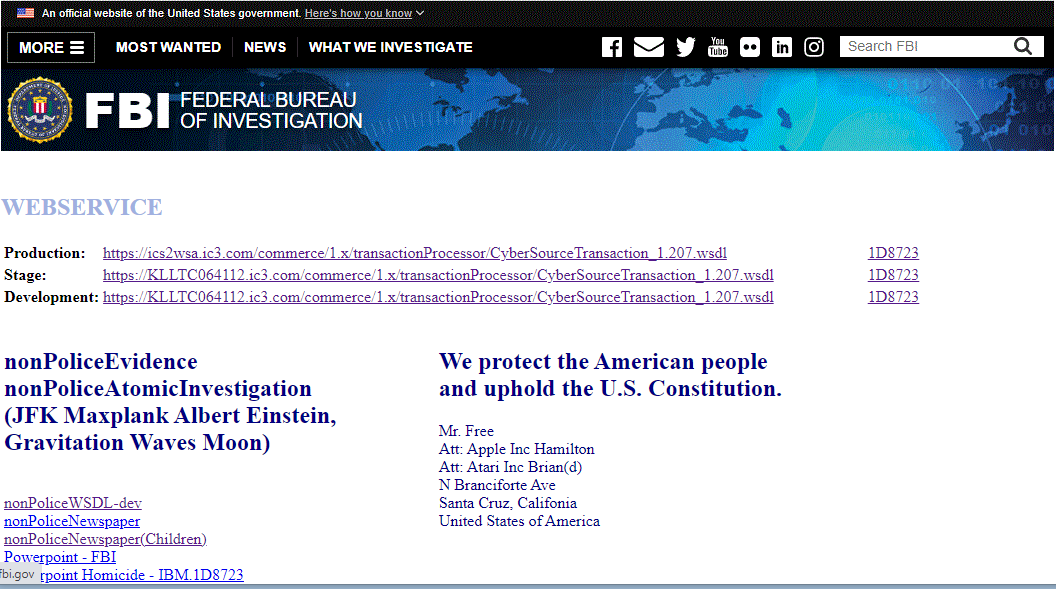 An official website of the United States government. Here's how you know
MORE MOST WANTED NEWS WHAT WE INVESTIGATE You Tube in Search FBI
FBI FEDERAL BUREAU
OF INVESTIGATION
WEBSERVICE
Production: https://ics2wsa.ic3.com/commerce/1.x/transactionProcessor/CyberSourceTransaction_1.207.wsdl 1D8723
Stage: https://KLLTC064112.ic3.com/commerce/1.x/transactionProcessor/CyberSourceTransaction_1.207.wsdl 1D8723
Development: https://KLLTC064112.ic3.com/commerce/1.x/transactionProcessor/CyberSourceTransaction_1.207.wsdl 1D8723
nonPoliceEvidence
nonPoliceAtomicInvestigation
(JFK Maxplank Albert Einstein,
Gravitation Waves Moon)
We protect the American people
and uphold the U.S. Constitution.
Mr. Free
Att: Apple Inc Hamilton
Att: Atari Inc Brian(d)
N Branciforte Ave
Santa Cruz, Califonia
United States of America
nonPoliceWSDL-dev
nonPoliceNewspaper
nonPoliceNewspaper(Children)
Powerpoint - FBI
rpoint Homicide - IBM.1D8723
fbi.gov